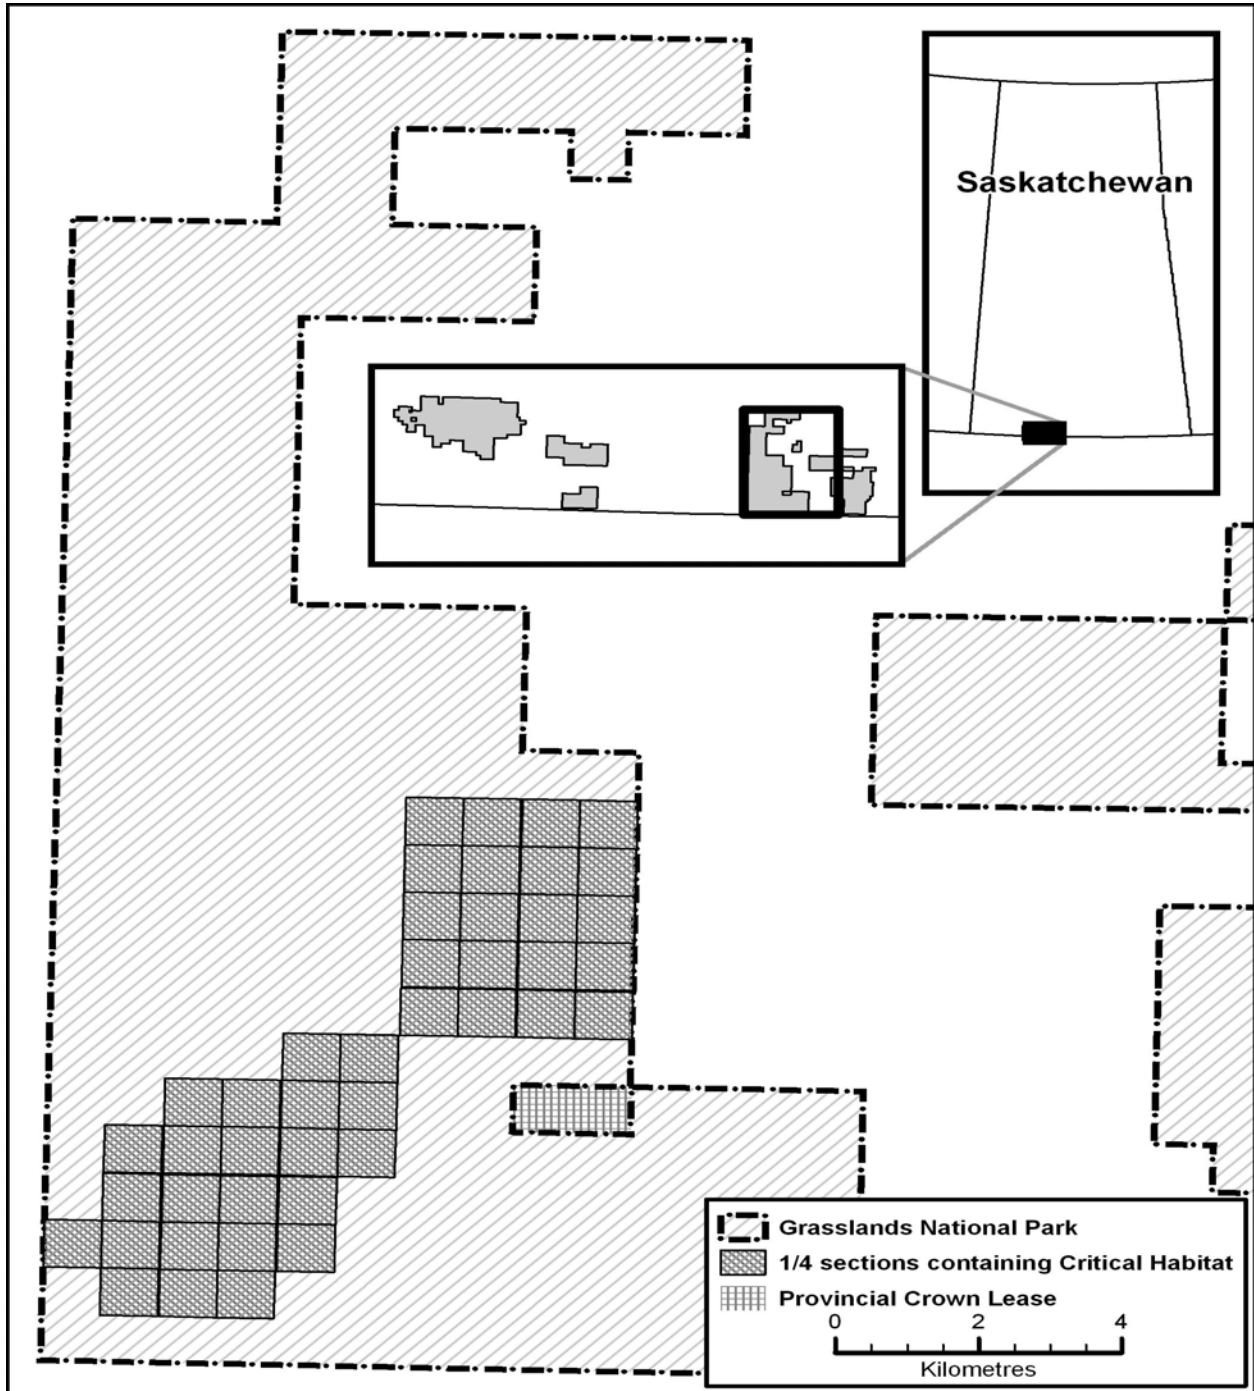 Saskatchewan
Grasslands National Park
1/4 sections containing Critical Habitat
Provincial Crown Lease
0 2 4
Kilometres